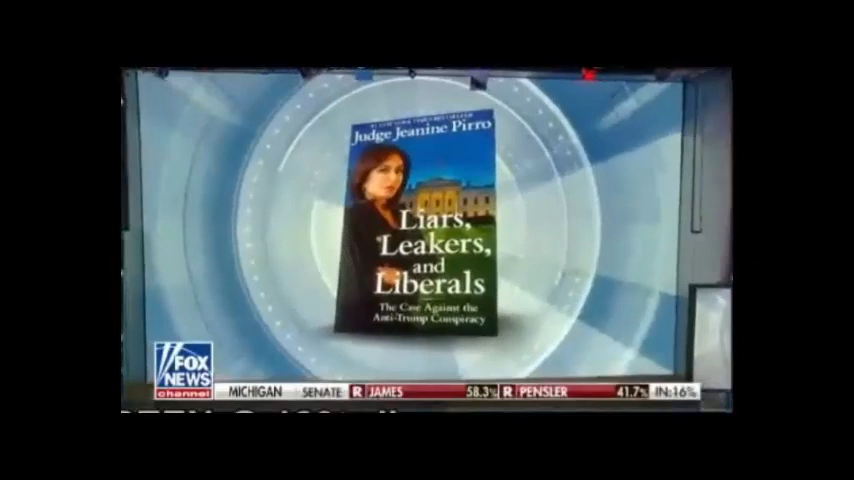 Judge Jeanine Pirro
Liars,
Leakers,
and
Liberals
The Case Against the
Anti-Trump Conspiracy
FOX
NEWS
channel
MICHIGAN SENATE R JAMES 58.3% R PENSLER 41.7% IN:16%